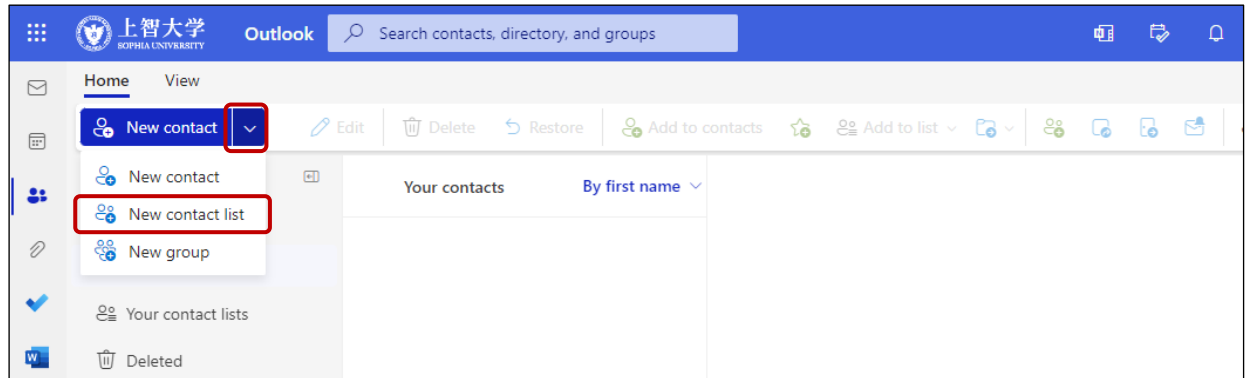 上智大学
SOPHIA UNIVERSITY
Outlook
Search contacts, directory, and groups
Home View
New contact
Edit
Delete
Restore
Add to contacts
Add to list
New contact
New contact list
New group
Your contacts
By first name
Your contact lists
Deleted
W